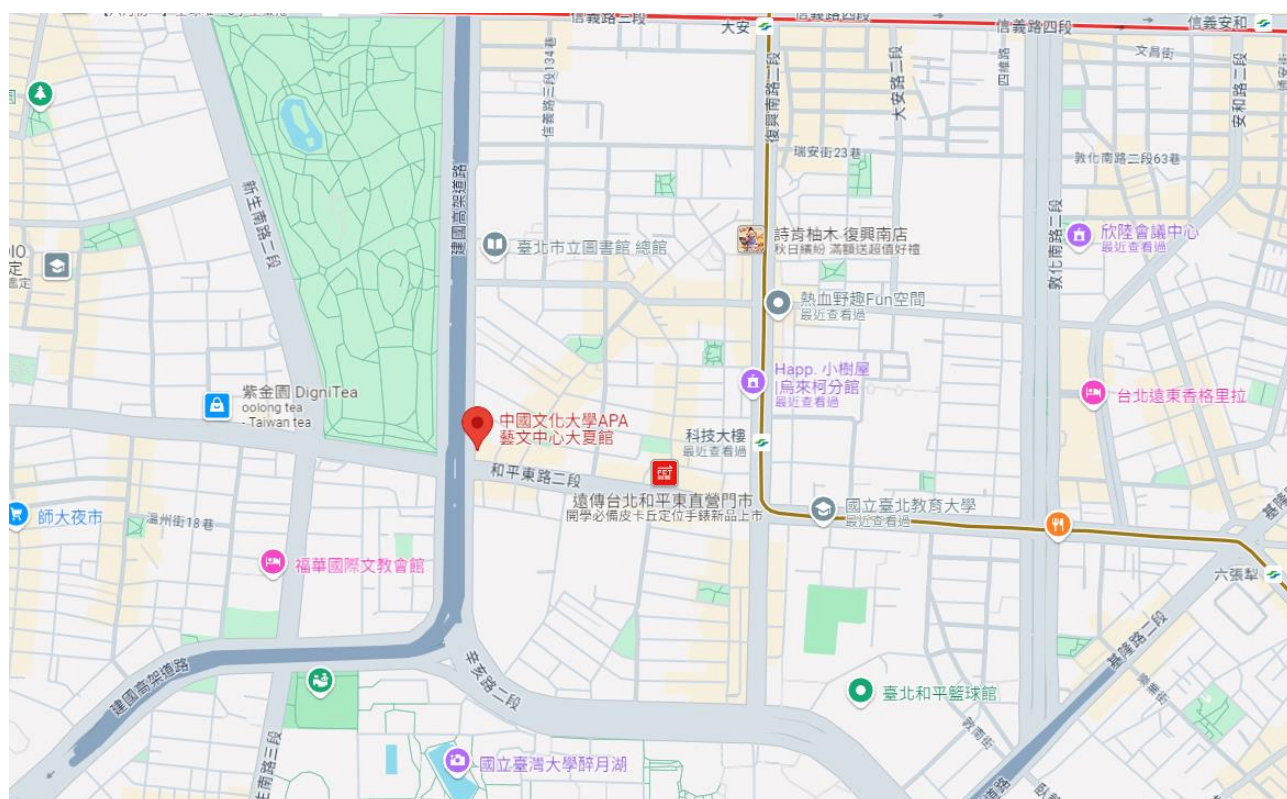 信義路三段
大安
信義路四段
信義路四段
信義安和
文昌街
信義路三段134巷
復興南路二段
大安路二段
四維路
安和路二段
瑞安街23巷
敦化南路二段63巷
建國高架道路
新生南路二段
臺北市立圖書館 總館
詩肯柚木 復興南店
秋日繽紛 滿額送超值好禮
欣陸會議中心
最近查看過
敦化南路二段
熱血野趣Fun空間
最近查看過
Happ. 小樹屋
|烏來柯分館
最近查看過
紫金園 DigniTea
oolong tea
- Taiwan tea
台北遠東香格里拉
中國文化大學APA
藝文中心大夏館
科技大樓
最近查看過
和平東路二段
遠傳台北和平東直營門市
開學必備皮卡丘定位手錶新品上市
FET
國立臺北教育大學
最近查看過
師大夜市
溫州街18巷
福華國際文教會館
六張犁
基隆路二段
樂業街
辛亥路二段
建國高架道路
臺北和平籃球館
敦南街
國立臺灣大學醉月湖
生南路三段